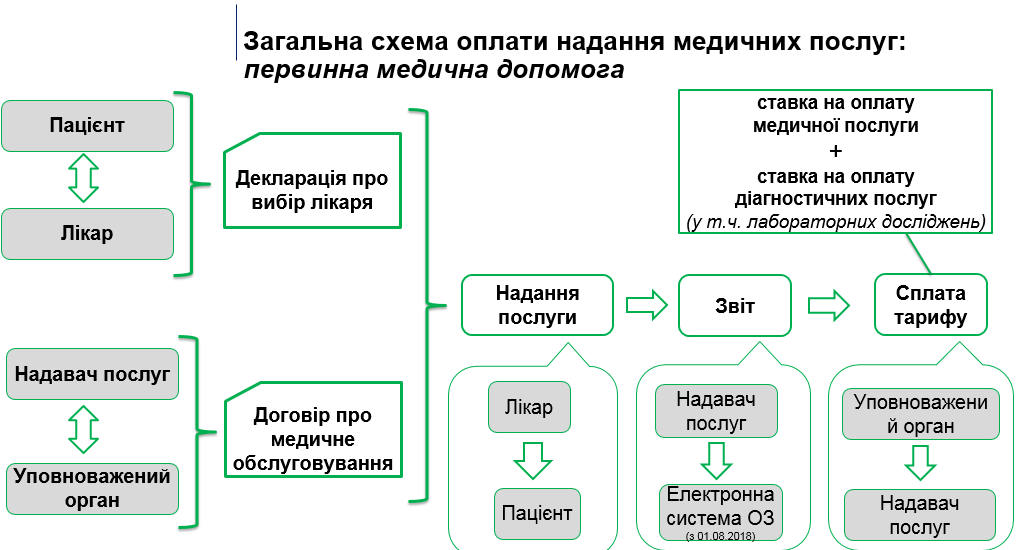 Загальна схема оплати надання медичних послуг:
первинна медична допомога
Пацієнт
Лікар
Декларація про
вибір лікаря
Надавач послуг
Уповноважений
орган
Договір про
медичне
обслуговування
ставка на оплату
медичної послуги
+
ставка на оплату
діагностичних послуг
(у т.ч. лабораторних досліджень)
Надання
послуги
Звіт
Сплата
тарифу
Лікар
Пацієнт
Надавач
послуг
Електронна
система ОЗ
(з 01.08.2018)
Уповноважени
й орган
Надавач
послуг